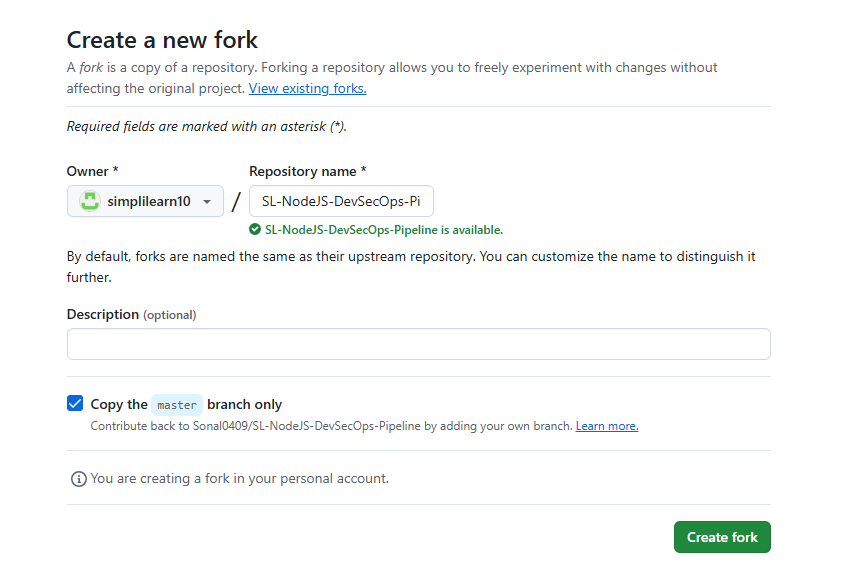 Create a new fork
A fork is a copy of a repository. Forking a repository allows you to freely experiment with changes without
affecting the original project. View existing forks.
Required fields are marked with an asterisk (*).
Owner *
Repository name *
simplilearn10
/
SL-NodeJS-DevSecOps-Pi
SL-NodeJS-DevSecOps-Pipeline is available.
By default, forks are named the same as their upstream repository. You can customize the name to distinguish it
further.
Description (optional)
Copy the master branch only
Contribute back to Sonal0409/SL-NodeJS-DevSecOps-Pipeline by adding your own branch. Learn more.
You are creating a fork in your personal account.
Create fork